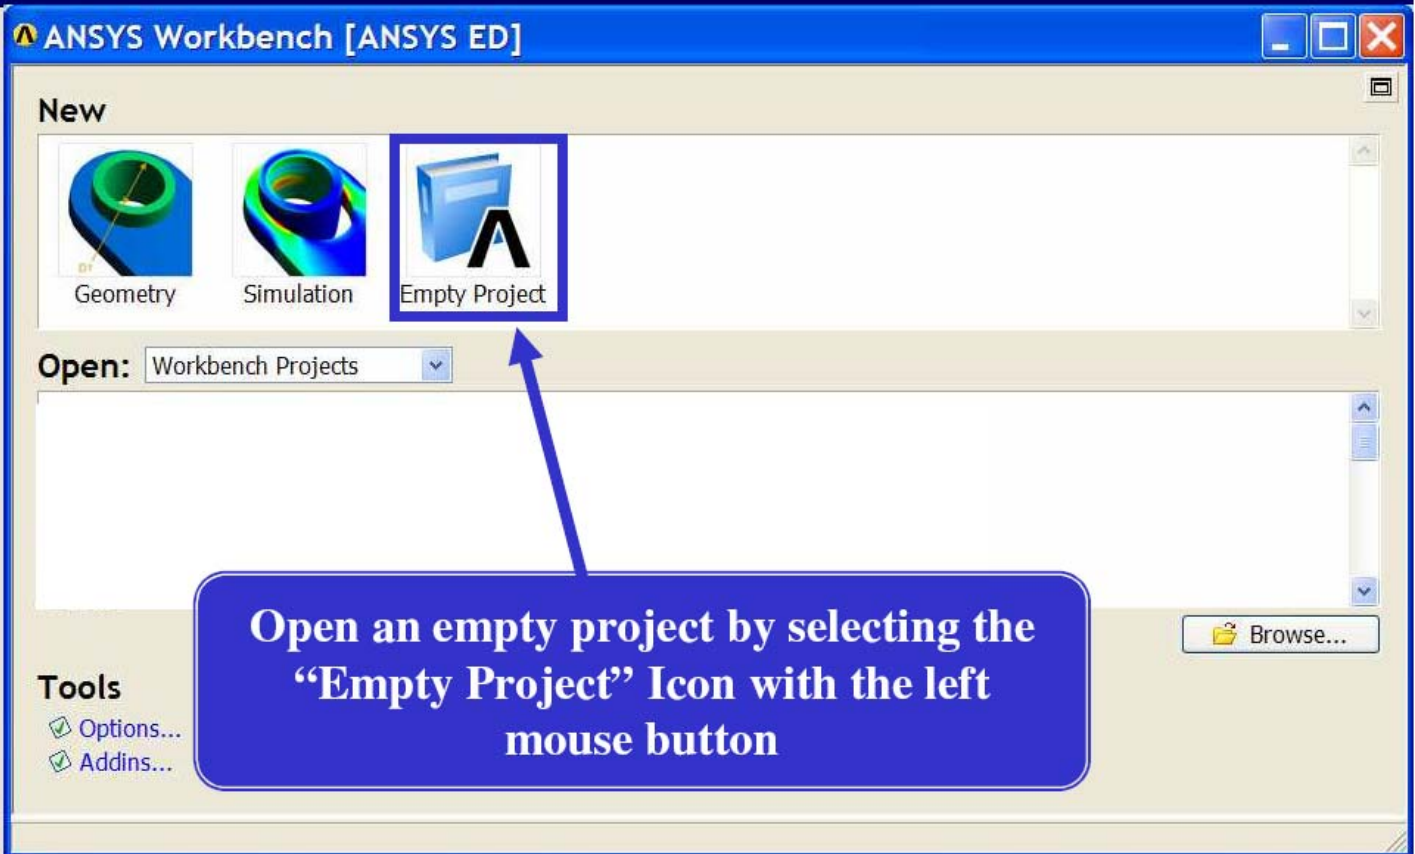 ANSYS Workbench [ANSYS ED]
New
D1
Geometry
Simulation
Empty Project
Open:
Workbench Projects
Open an empty project by selecting the
“Empty Project” Icon with the left
mouse button
Browse...
Tools
Options...
Addins...